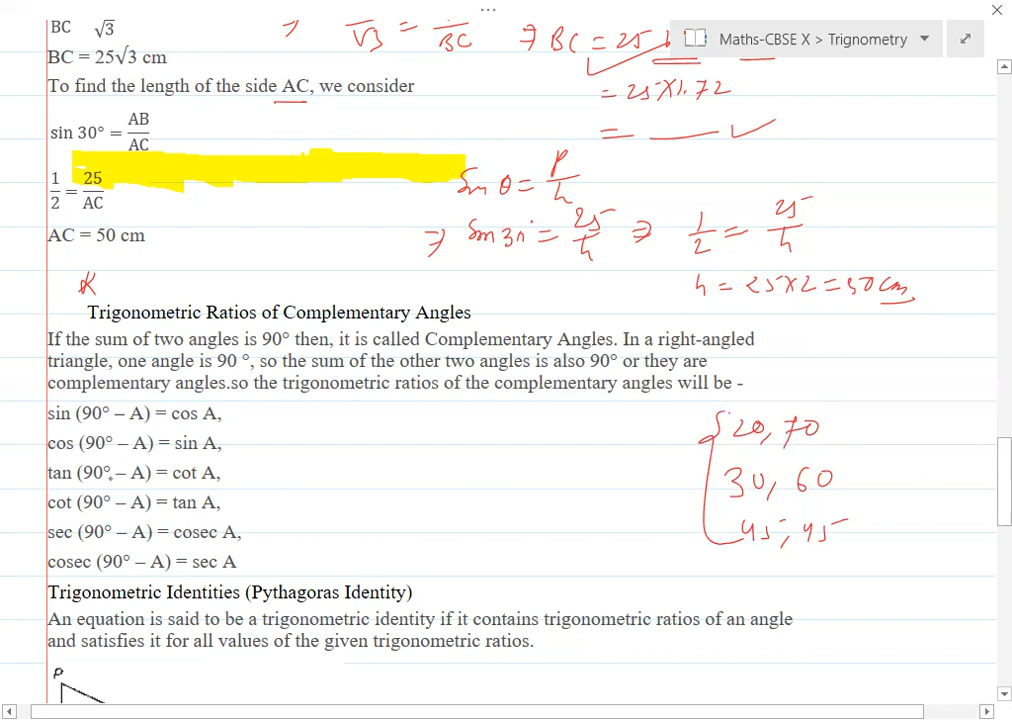 BC √3
1/√3 = /BC ⇒ BC = 25
Maths-CBSE X > Trignometry
BC = 25√3 cm
To find the length of the side AC, we consider
= 25×1.72
sin 30° = AB/AC
=
1/2 = 25/AC
Sin θ = p/h
⇒ Sin 30° = 25/h ⇒ 1/2 = 25/h
AC = 50 cm
h = 25×2 = 50 cm
Trigonometric Ratios of Complementary Angles
If the sum of two angles is 90° then, it is called Complementary Angles. In a right-angled
triangle, one angle is 90 °, so the sum of the other two angles is also 90° or they are
complementary angles.so the trigonometric ratios of the complementary angles will be -
sin (90° – A) = cos A,
20, 70
cos (90° – A) = sin A,
tan (90° – A) = cot A,
30, 60
cot (90° – A) = tan A,
sec (90° – A) = cosec A,
45, 45
cosec (90° – A) = sec A
Trigonometric Identities (Pythagoras Identity)
An equation is said to be a trigonometric identity if it contains trigonometric ratios of an angle
and satisfies it for all values of the given trigonometric ratios.
P